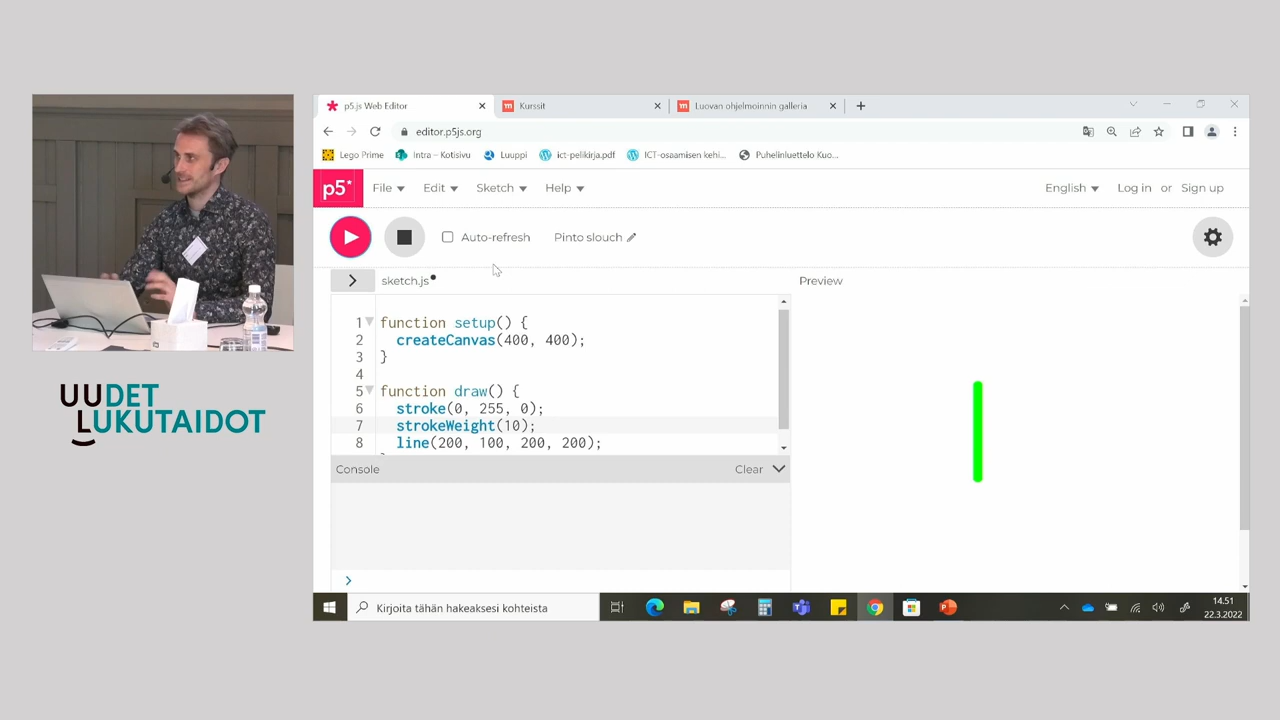 p5.js Web Editor
Kurssit
Luovan ohjelmoinnin galleria
editor.p5js.org
Lego Prime
Intra - Kotisivu
Luuppi
ict-pelikirja.pdf
ICT-osaamisen kehi...
Puhelinluettelo Kuo...
p5*
File
Edit
Sketch
Help
English
Log in or Sign up
Auto-refresh
Pinto slouch
sketch.js
Preview
1 function setup() {
2 createCanvas(400, 400);
3 }
4
5 function draw() {
6 stroke(0, 255, 0);
7 strokeWeight(10);
8 line(200, 100, 200, 200);
Console
Clear
>
UUDET
LUKUTAIDOT
Kirjoita tähän hakeaksesi kohteista
14.51
22.3.2022